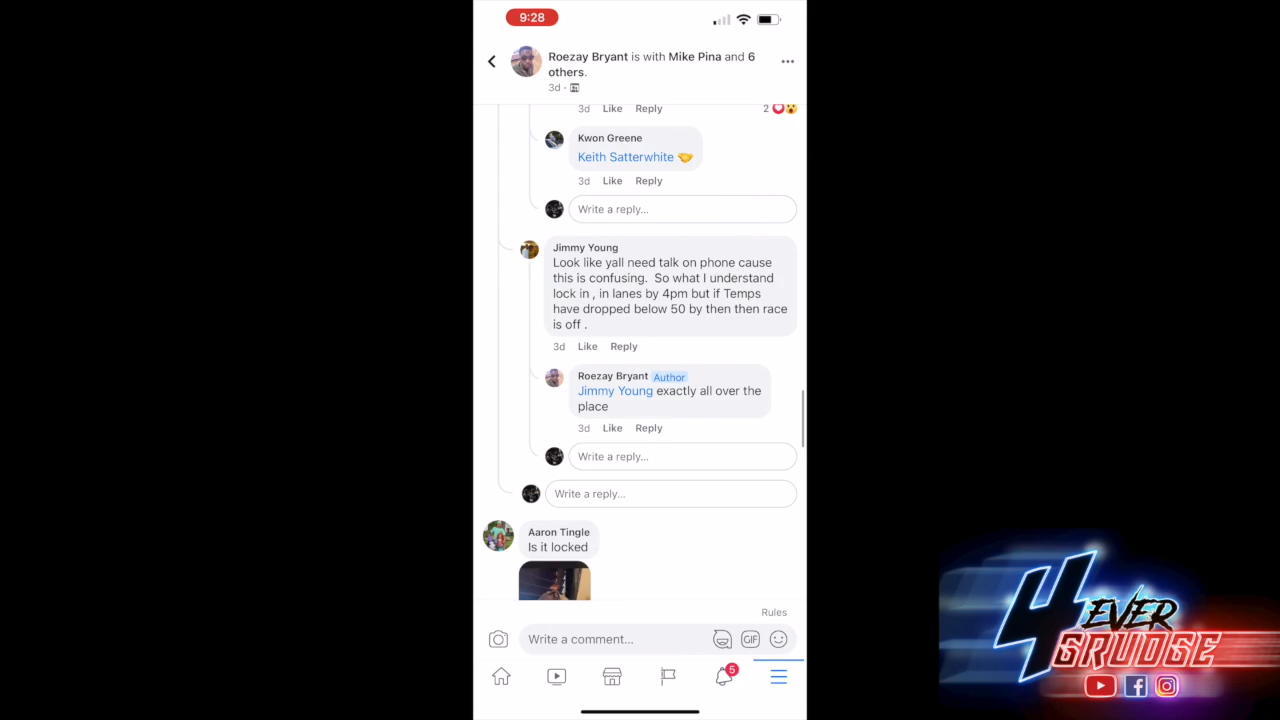 9:28
Roezay Bryant is with Mike Pina and 6
others.
3d ·
3d Like Reply 2
Kwon Greene
Keith Satterwhite 🤝
3d Like Reply
Write a reply...
Jimmy Young
Look like yall need talk on phone cause
this is confusing. So what I understand
lock in , in lanes by 4pm but if Temps
have dropped below 50 by then then race
is off .
3d Like Reply
Roezay Bryant Author
Jimmy Young exactly all over the
place
3d Like Reply
Write a reply...
Write a reply...
Aaron Tingle
Is it locked
Rules
Write a comment...
GIF
5
4
EVER
GRUDGE